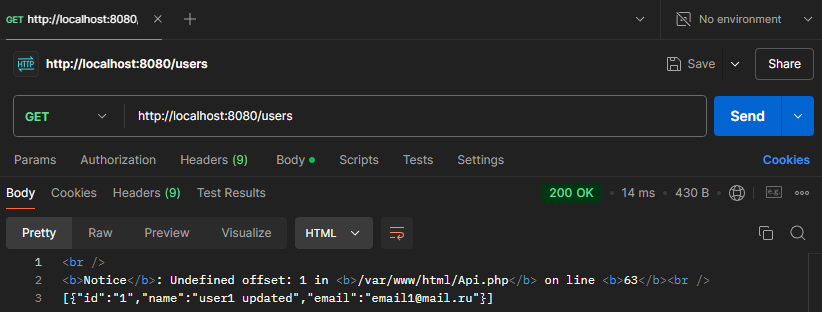 GET http://localhost:8080,
No environment
HTTP http://localhost:8080/users
Save
Share
GET http://localhost:8080/users
Send
Params Authorization Headers (9) Body Scripts Tests Settings Cookies
Body Cookies Headers (9) Test Results 200 OK 14 ms 430 B e.g.
Pretty Raw Preview Visualize HTML
1 <br />
2 <b>Notice</b>: Undefined offset: 1 in <b>/var/www/html/Api.php</b> on line <b>63</b><br />
3 [{"id":"1","name":"user1 updated","email":"email1@mail.ru"}]